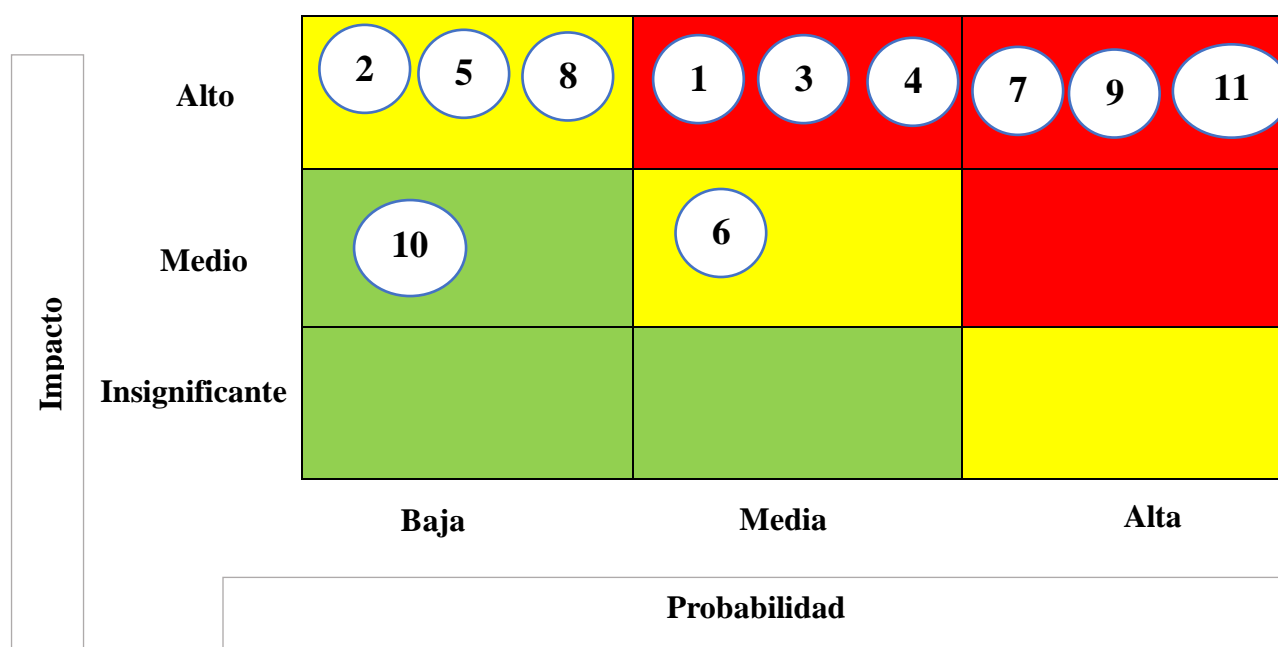 Alto
2 5 8 1 3 4 7 9 11
Medio
10 6
Impacto
Insignificante
Baja Media Alta
Probabilidad